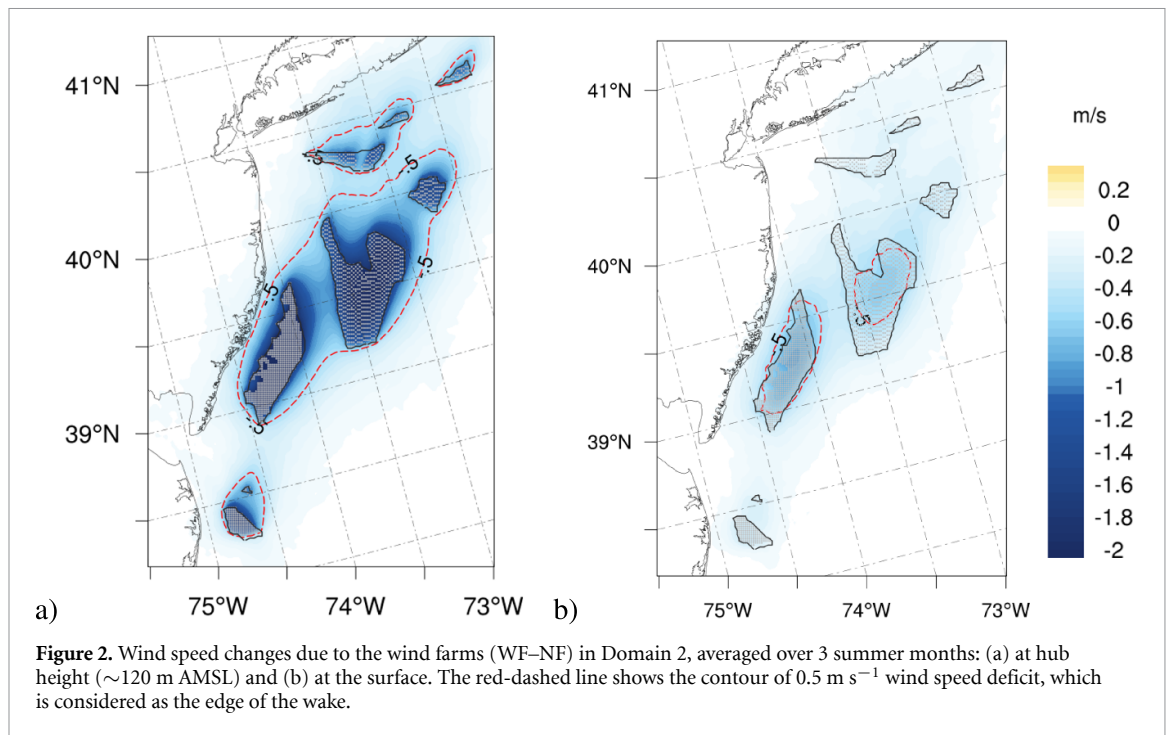 41°N
40°N
39°N
75°W 74°W 73°W
-.5
-.5
-.5
-.5
-.5
a)
41°N
40°N
39°N
75°W 74°W 73°W
-.5
-.5
b)
m/s
0.2
0
-0.2
-0.4
-0.6
-0.8
-1
-1.2
-1.4
-1.6
-1.8
-2
Figure 2. Wind speed changes due to the wind farms (WF–NF) in Domain 2, averaged over 3 summer months: (a) at hub
height (∼120 m AMSL) and (b) at the surface. The red-dashed line shows the contour of 0.5 m s⁻¹ wind speed deficit, which
is considered as the edge of the wake.